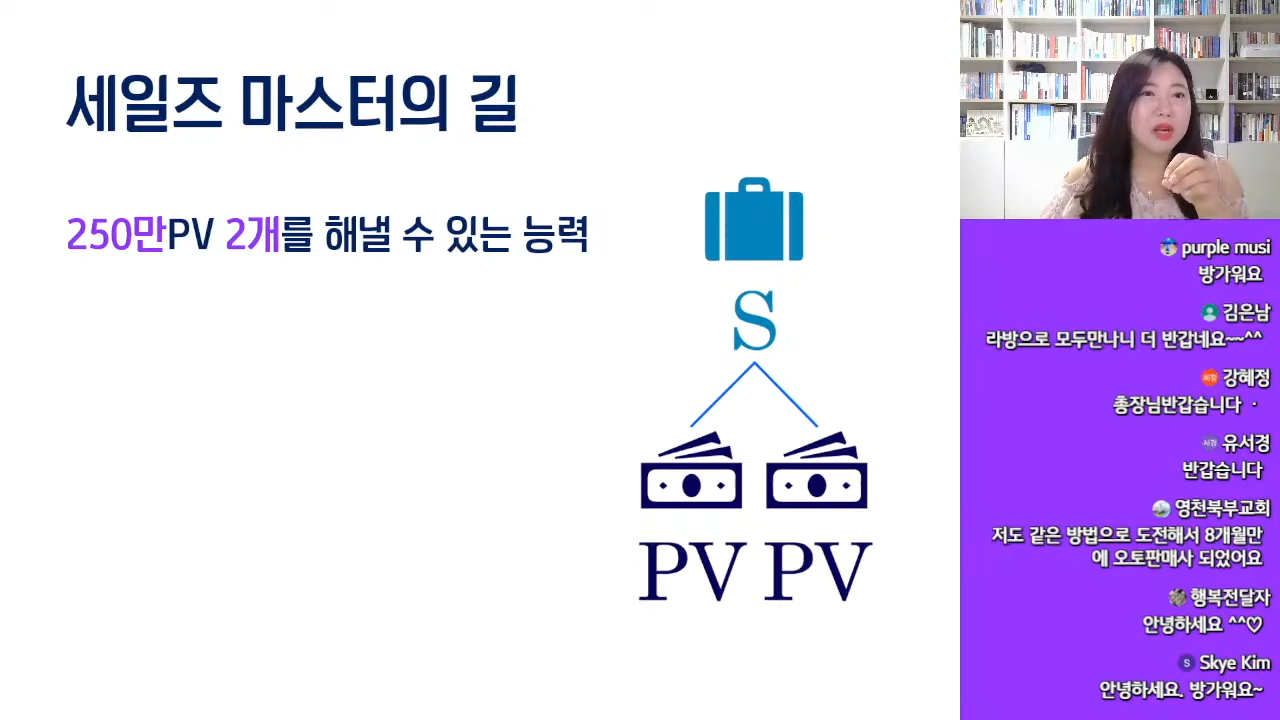 세일즈 마스터의 길
250만PV 2개를 해낼 수 있는 능력
S
PV PV
purple musi
방가워요
김은남
라방으로 모두만나니 더 반갑네요~~^^
혜정 강혜정
총장님반갑습니다 ·
서경 유서경
반갑습니다
영천북부교회
저도 같은 방법으로 도전해서 8개월만
에 오토판매사 되었어요
행복전달자
안녕하세요 ^^♡
S Skye Kim
안녕하세요. 방가워요~